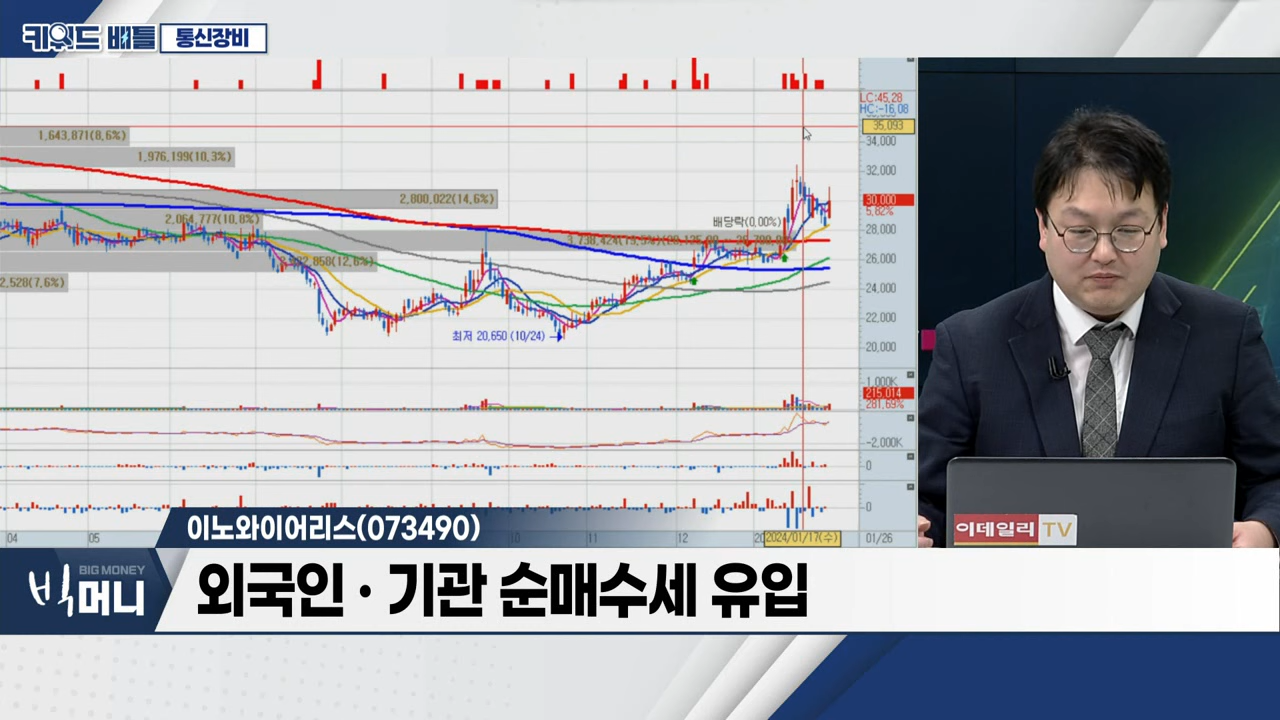 키워드 배틀 통신장비
LC:45,28
HC:-16,08
35,093
34,000
32,000
30,000
5,82%
28,000
26,000
24,000
22,000
20,000
1,643,871(8,6%)
1,976,199(10,3%)
2,800,022(14,6%)
2,064,777(10,8%)
배당락(0,00%)
2,528(7,6%)
최저 20,650 (10/24)
1,000K
215,014
281,69%
-2,000K
0
0
04 05 10 11 12 2024/01/17(수) 01/26
이데일리 TV
이노와이어리스(073490)
BIG MONEY
빅머니
외국인·기관 순매수세 유입